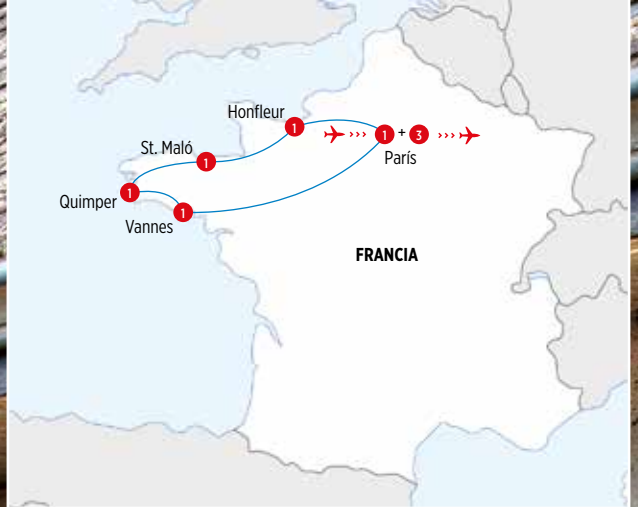 Honfleur
1
1 + 3
París
St. Maló
1
Quimper
1
Vannes
1
FRANCIA